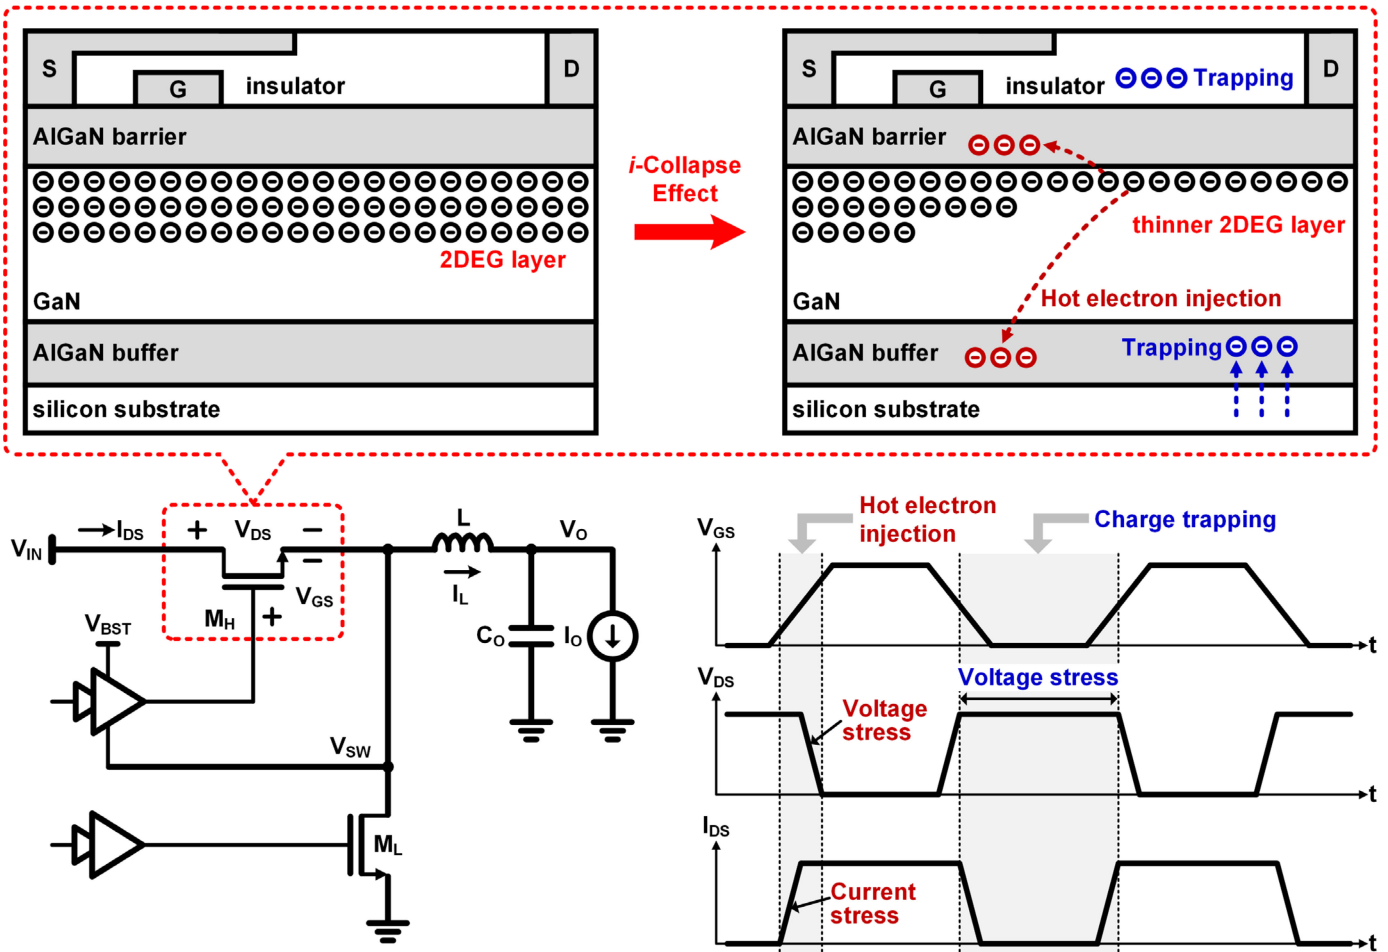 S
G
insulator
D
AlGaN barrier
2DEG layer
GaN
AlGaN buffer
silicon substrate
i-Collapse
Effect
S
G
insulator
Trapping
D
AlGaN barrier
thinner 2DEG layer
GaN
Hot electron injection
AlGaN buffer
Trapping
silicon substrate
VIN
IDS
+ VDS −
−
VGS
+
MH
VBST
L
IL
VO
CO
IO
VSW
ML
Hot electron
injection
Charge trapping
VGS
t
VDS
Voltage stress
Voltage
stress
t
IDS
Current
stress
t